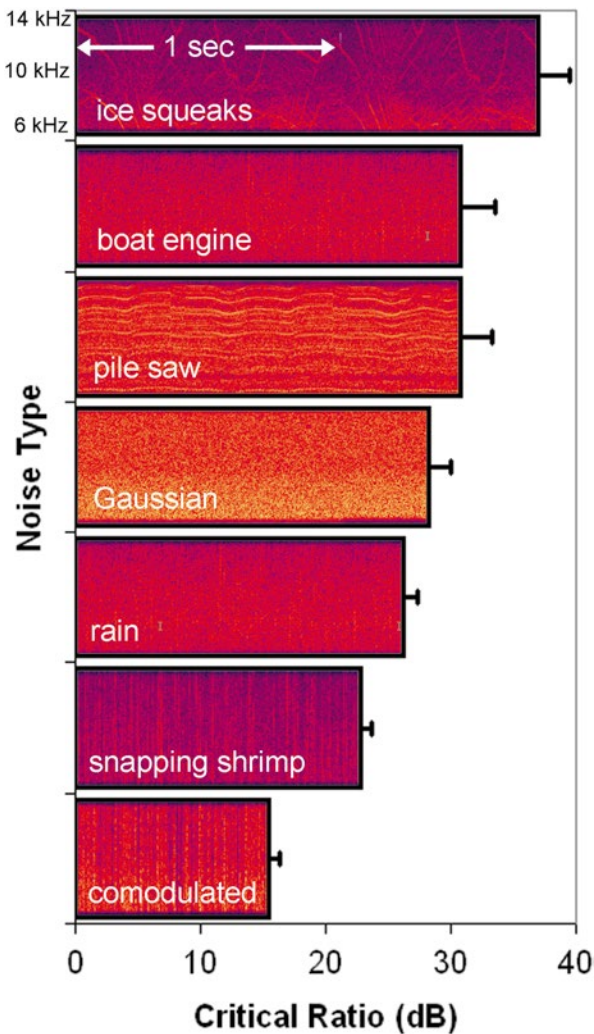 14 kHz
1 sec
10 kHz
6 kHz
ice squeaks
boat engine
pile saw
Gaussian
rain
snapping shrimp
comodulated
Noise Type
0 10 20 30 40
Critical Ratio (dB)